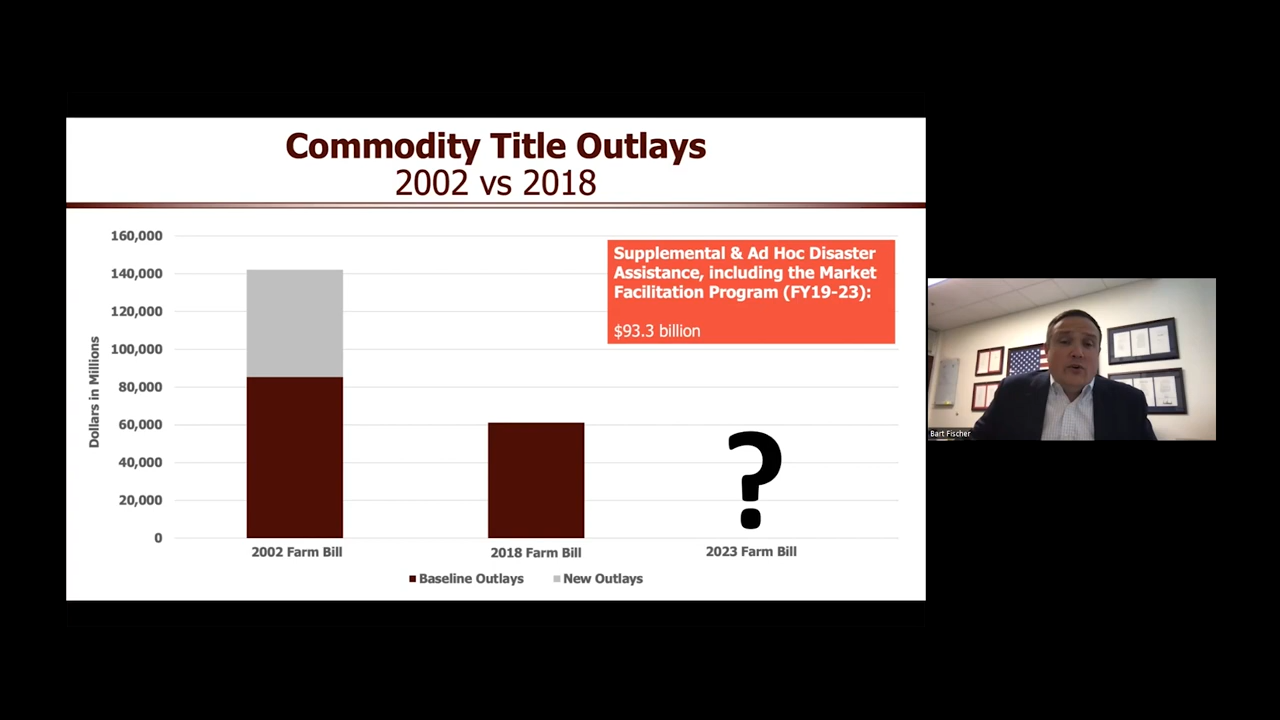 Commodity Title Outlays
2002 vs 2018
160,000
140,000
120,000
100,000
80,000
60,000
40,000
20,000
0
Dollars in Millions
Supplemental & Ad Hoc Disaster
Assistance, including the Market
Facilitation Program (FY19-23):
$93.3 billion
?
2002 Farm Bill
2018 Farm Bill
2023 Farm Bill
Baseline Outlays
New Outlays
Bart Fischer